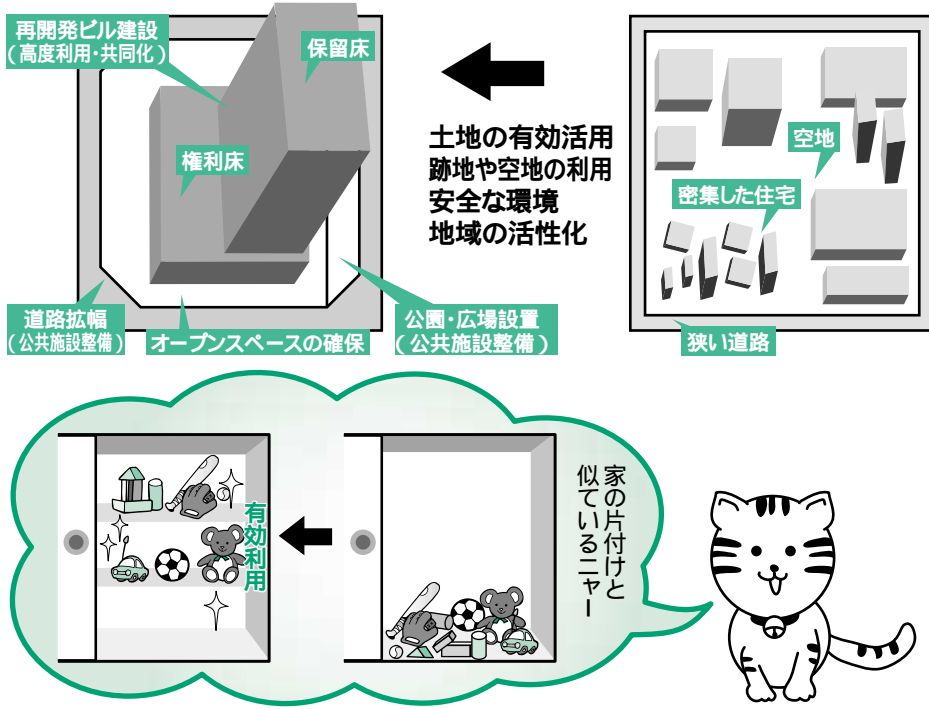 再開発ビル建設
(高度利用・共同化)
保留床
権利床
道路拡幅
(公共施設整備)
オープンスペースの確保
公園・広場設置
(公共施設整備)
土地の有効活用
跡地や空地の利用
安全な環境
地域の活性化
空地
密集した住宅
狭い道路
有効利用
家の片付けと
似ているニャー